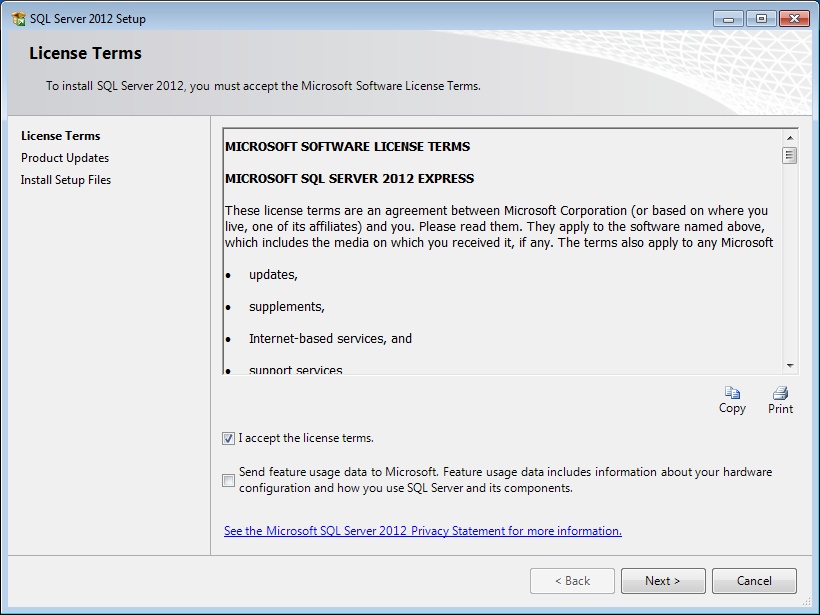 SQL Server 2012 Setup
License Terms
To install SQL Server 2012, you must accept the Microsoft Software License Terms.
License Terms
Product Updates
Install Setup Files
MICROSOFT SOFTWARE LICENSE TERMS
MICROSOFT SQL SERVER 2012 EXPRESS
These license terms are an agreement between Microsoft Corporation (or based on where you
live, one of its affiliates) and you. Please read them. They apply to the software named above,
which includes the media on which you received it, if any. The terms also apply to any Microsoft
• updates,
• supplements,
• Internet-based services, and
• support services
Copy
Print
I accept the license terms.
Send feature usage data to Microsoft. Feature usage data includes information about your hardware
configuration and how you use SQL Server and its components.
See the Microsoft SQL Server 2012 Privacy Statement for more information.
< Back
Next >
Cancel